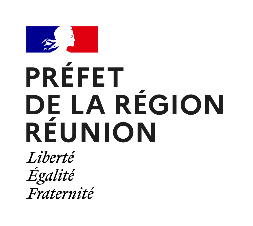 PRÉFET
DE LA RÉGION
RÉUNION
Liberté
Égalité
Fraternité